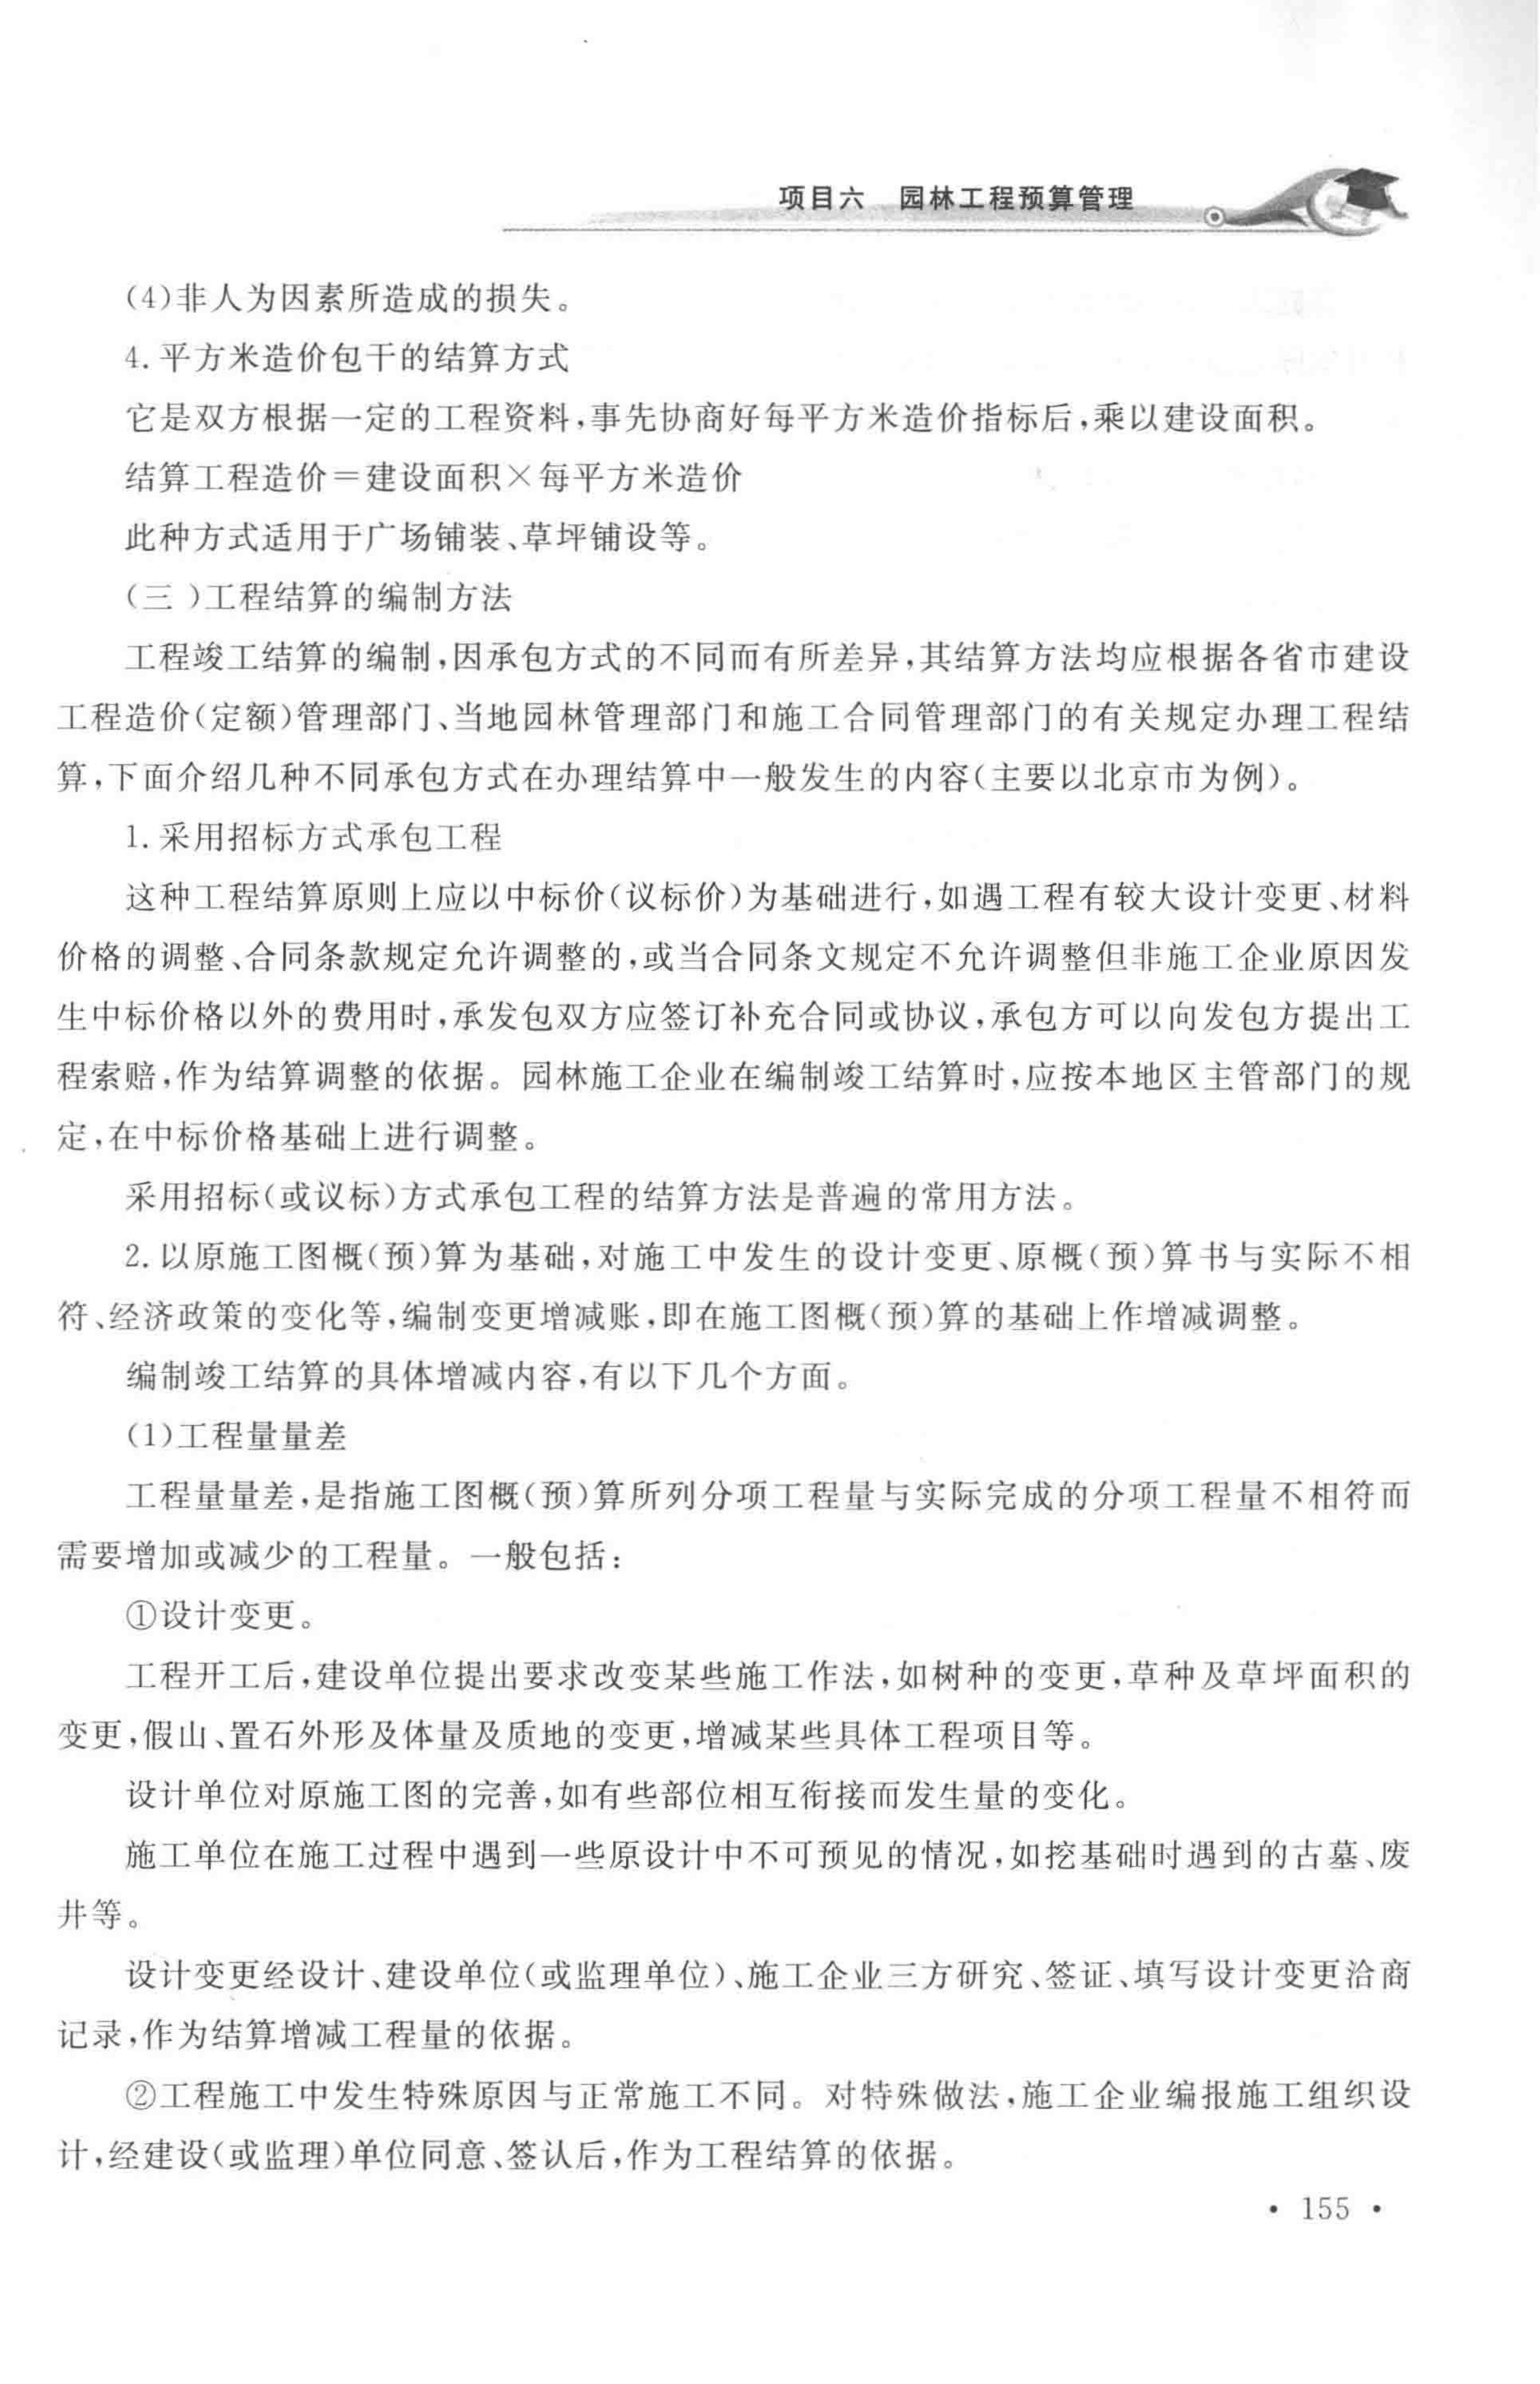 项目六　园林工程预算管理
(4)非人为因素所造成的损失。
4.平方米造价包干的结算方式
它是双方根据一定的工程资料,事先协商好每平方米造价指标后,乘以建设面积。
结算工程造价＝建设面积×每平方米造价
此种方式适用于广场铺装、草坪铺设等。
(三)工程结算的编制方法
工程竣工结算的编制,因承包方式的不同而有所差异,其结算方法均应根据各省市建设
工程造价(定额)管理部门、当地园林管理部门和施工合同管理部门的有关规定办理工程结
算,下面介绍几种不同承包方式在办理结算中一般发生的内容(主要以北京市为例)。
1.采用招标方式承包工程
这种工程结算原则上应以中标价(议标价)为基础进行,如遇工程有较大设计变更、材料
价格的调整、合同条款规定允许调整的,或当合同条文规定不允许调整但非施工企业原因发
生中标价格以外的费用时,承发包双方应签订补充合同或协议,承包方可以向发包方提出工
程索赔,作为结算调整的依据。园林施工企业在编制竣工结算时,应按本地区主管部门的规
定,在中标价格基础上进行调整。
采用招标(或议标)方式承包工程的结算方法是普遍的常用方法。
2.以原施工图概(预)算为基础,对施工中发生的设计变更、原概(预)算书与实际不相
符、经济政策的变化等,编制变更增减账,即在施工图概(预)算的基础上作增减调整。
编制竣工结算的具体增减内容,有以下几个方面。
(1)工程量量差
工程量量差,是指施工图概(预)算所列分项工程量与实际完成的分项工程量不相符而
需要增加或减少的工程量。一般包括:
①设计变更。
工程开工后,建设单位提出要求改变某些施工作法,如树种的变更,草种及草坪面积的
变更,假山、置石外形及体量及质地的变更,增减某些具体工程项目等。
设计单位对原施工图的完善,如有些部位相互衔接而发生量的变化。
施工单位在施工过程中遇到一些原设计中不可预见的情况,如挖基础时遇到的古墓、废
井等。
设计变更经设计、建设单位(或监理单位)、施工企业三方研究、签证、填写设计变更洽商
记录,作为结算增减工程量的依据。
②工程施工中发生特殊原因与正常施工不同。对特殊做法,施工企业编报施工组织设
计,经建设(或监理)单位同意、签认后,作为工程结算的依据。
• 155 •